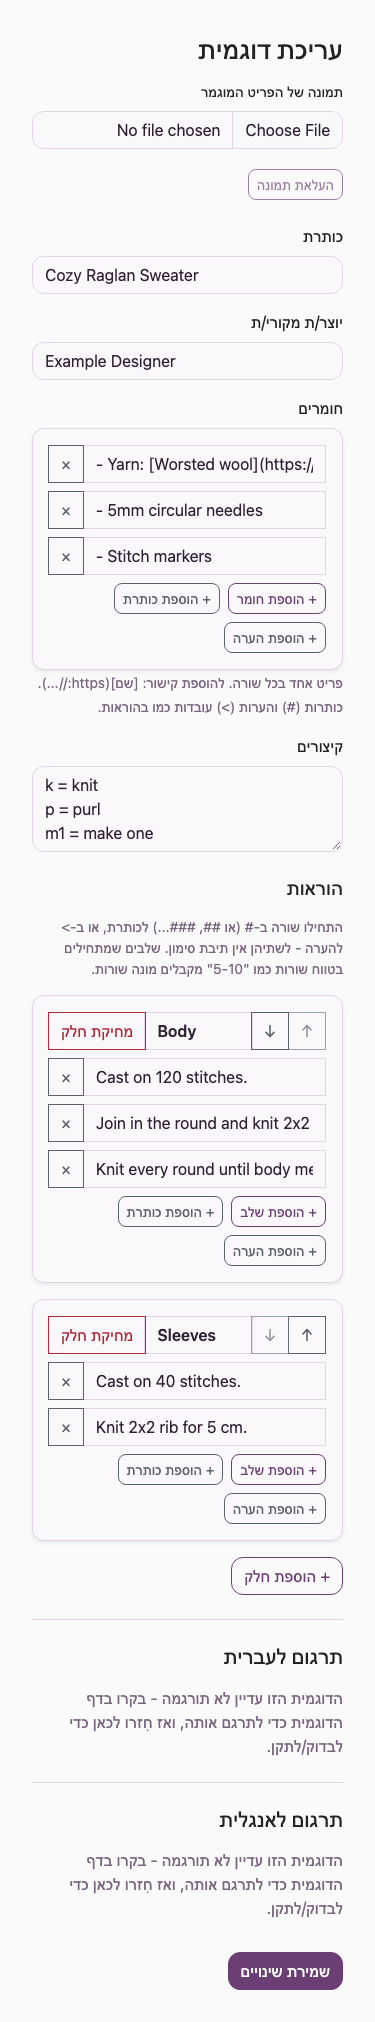 עריכת דוגמית
תמונה של הפריט המוגמר
Choose File No file chosen
העלאת תמונה
כותרת
Cozy Raglan Sweater
יוצר/ת מקורי/ת
Example Designer
חומרים
- Yarn: [Worsted wool](https:/
×
- 5mm circular needles
×
- Stitch markers
×
+ הוספת חומר
+ הוספת כותרת
+ הוספת הערה
פריט אחד בכל שורה. להוספת קישור: [שם](https://...).
כותרות (#) והערות (>) עובדות כמו בהוראות.
קיצורים
k = knit
p = purl
m1 = make one
הוראות
התחילו שורה ב-# (או ##, ###...) לכותרת, או ב->
להערה - לשתיהן אין תיבת סימון. שלבים שמתחילים
בטווח שורות כמו "5-10" מקבלים מונה שורות.
↑ ↓ Body מחיקת חלק
Cast on 120 stitches.
×
Join in the round and knit 2x2
×
Knit every round until body me
×
+ הוספת שלב
+ הוספת כותרת
+ הוספת הערה
↑ ↓ Sleeves מחיקת חלק
Cast on 40 stitches.
×
Knit 2x2 rib for 5 cm.
×
+ הוספת שלב
+ הוספת כותרת
+ הוספת הערה
+ הוספת חלק
תרגום לעברית
הדוגמית הזו עדיין לא תורגמה - בקרו בדף
הדוגמית כדי לתרגם אותה, ואז חִזרו לכאן כדי
לבדוק/לתקן.
תרגום לאנגלית
הדוגמית הזו עדיין לא תורגמה - בקרו בדף
הדוגמית כדי לתרגם אותה, ואז חִזרו לכאן כדי
לבדוק/לתקן.
שמירת שינויים